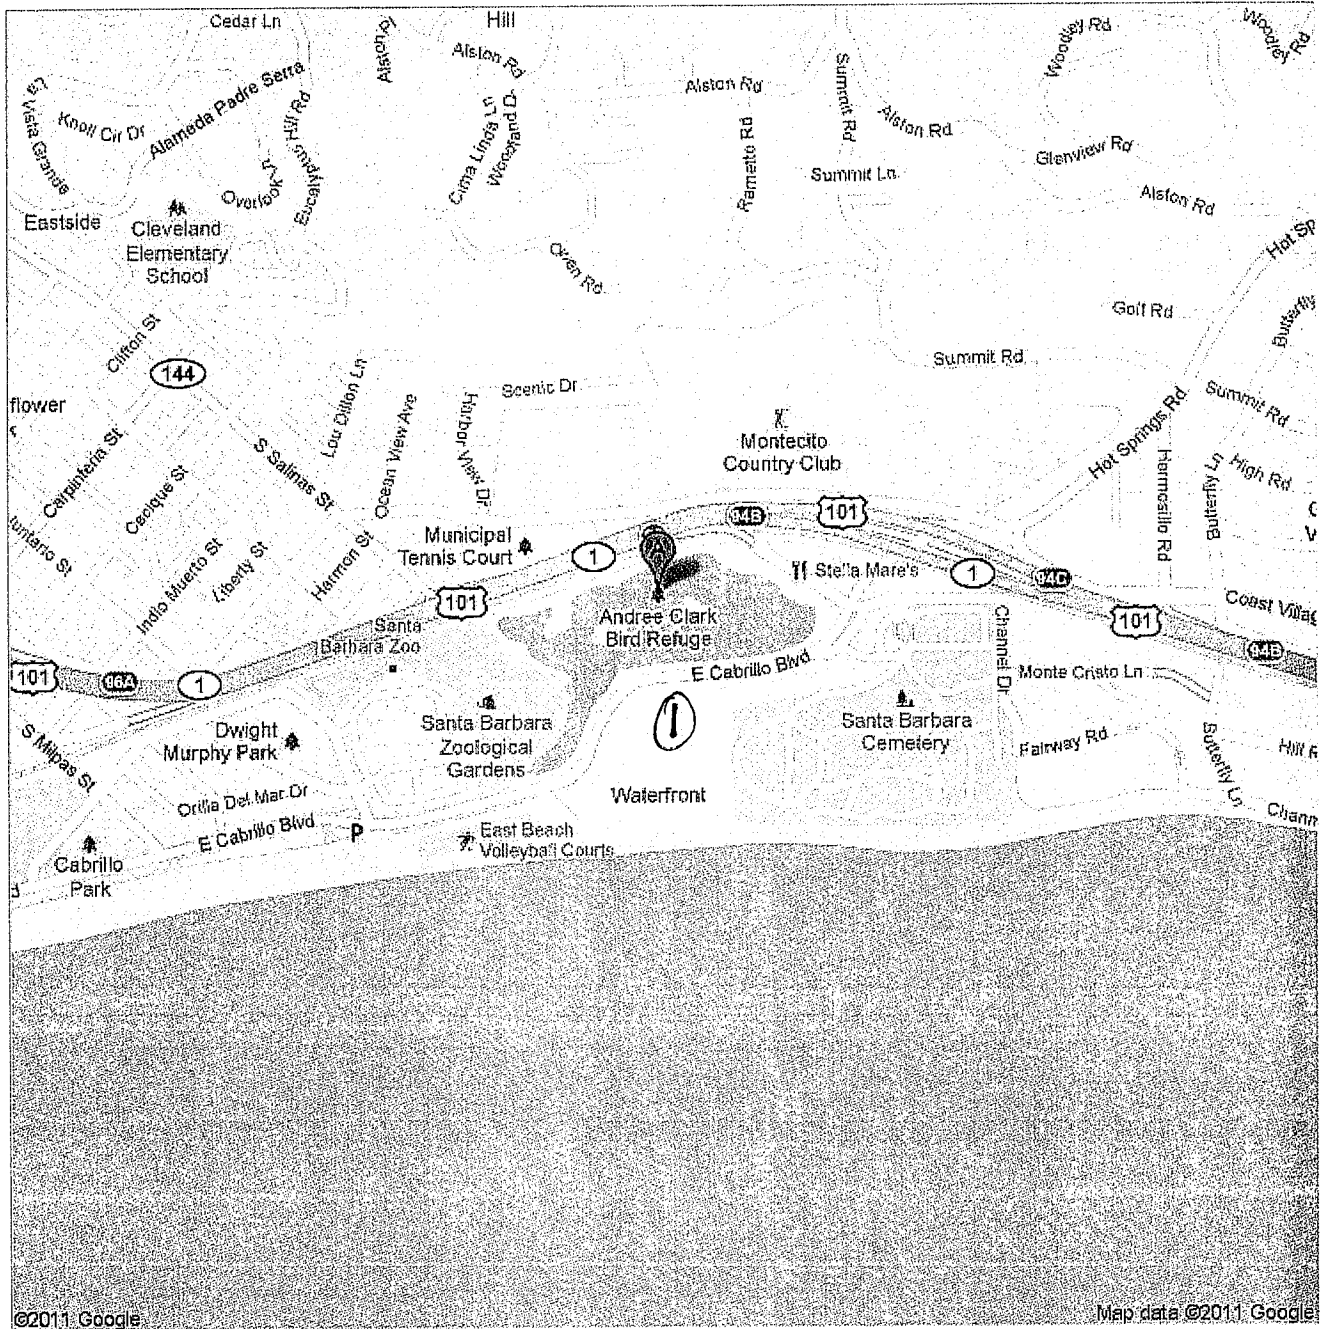 Cedar Ln
Alston Pl
Hill
Alston Rd
Woodley Rd
Woodley Rd
La Vista Grande
Knoll Cir Dr
Alameda Padre Serra
Eucalyptus Hill Rd
Cima Linda Ln
Woodland Dr
Alston Rd
Summit Rd
Alston Rd
Ramatto Rd
Summit Ln
Glenview Rd
Alston Rd
Overlook Ln
Eastside
Cleveland
Elementary
School
Owen Rd
Hot Sp
Golf Rd
Butterfly
Clifton St
144
Summit Rd
flower
Lou Dillon Ln
Ocean View Ave
Harbor View Dr
Scenic Dr
Montecito
Country Club
Hot Springs Rd
Summit Rd
High Rd
Hermosillo Rd
Butterfly Ln
Carpinteria St
Cacique St
S Salinas St
Indio Muerto St
Liberty St
Harmon St
Municipal
Tennis Court
1
94B
101
Stella Mare's
1
94C
101
Coast Villag
94B
101
Santa
Barbara Zoo
Andree Clark
Bird Refuge
E Cabrillo Blvd
Channel Dr
Monte Cristo Ln
101
96A
1
S Milpas St
Dwight
Murphy Park
Santa Barbara
Zoological
Gardens
I
Santa Barbara
Cemetery
Fairway Rd
Butterfly Ln
Hill R
Orilla Del Mar Dr
Waterfront
Chann
E Cabrillo Blvd
P
East Beach
Volleyball Courts
Cabrillo
Park
©2011 Google
Map data ©2011 Google